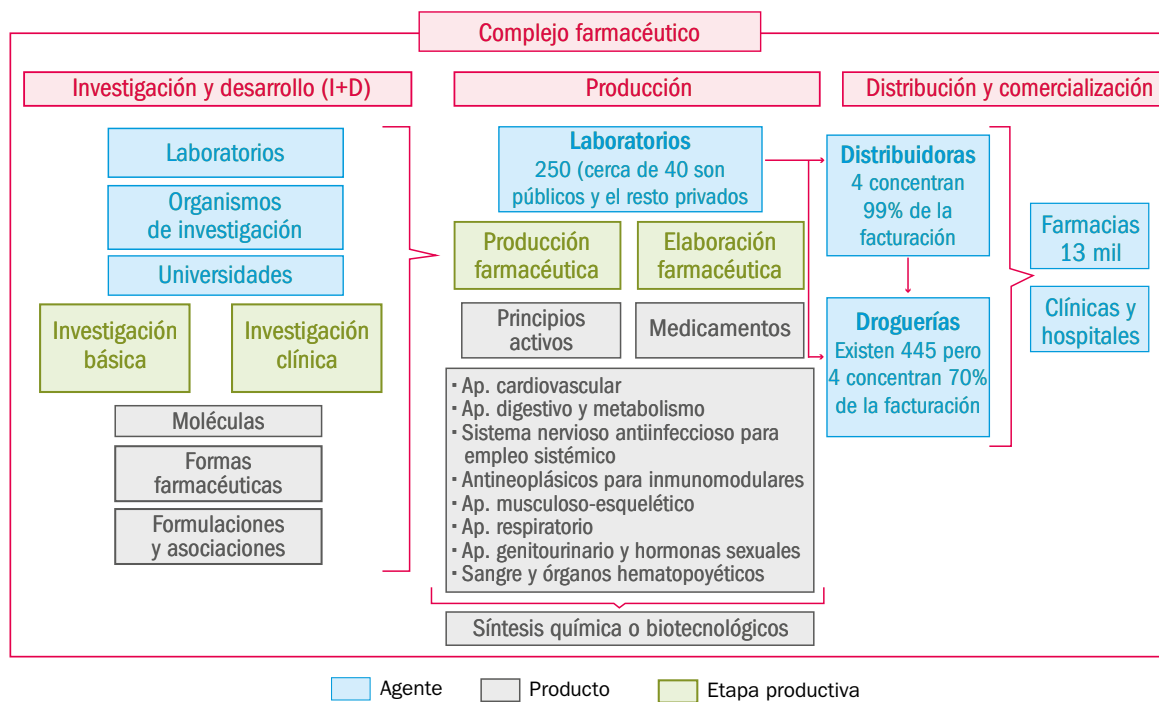 Complejo farmacéutico
Investigación y desarrollo (I+D)
Laboratorios
Organismos
de investigación
Universidades
Investigación
básica
Investigación
clínica
Moléculas
Formas
farmacéuticas
Formulaciones
y asociaciones
Producción
Laboratorios
250 (cerca de 40 son
públicos y el resto privados
Producción
farmacéutica
Elaboración
farmacéutica
Principios
activos
Medicamentos
· Ap. cardiovascular
· Ap. digestivo y metabolismo
· Sistema nervioso antiinfeccioso para
empleo sistémico
· Antineoplásicos para inmunomodulares
· Ap. musculoso-esquelético
· Ap. respiratorio
· Ap. genitourinario y hormonas sexuales
· Sangre y órganos hematopoyéticos
Síntesis química o biotecnológicos
Distribución y comercialización
Distribuidoras
4 concentran
99% de la
facturación
Droguerías
Existen 445 pero
4 concentran 70%
de la facturación
Farmacias
13 mil
Clínicas y
hospitales
Agente
Producto
Etapa productiva